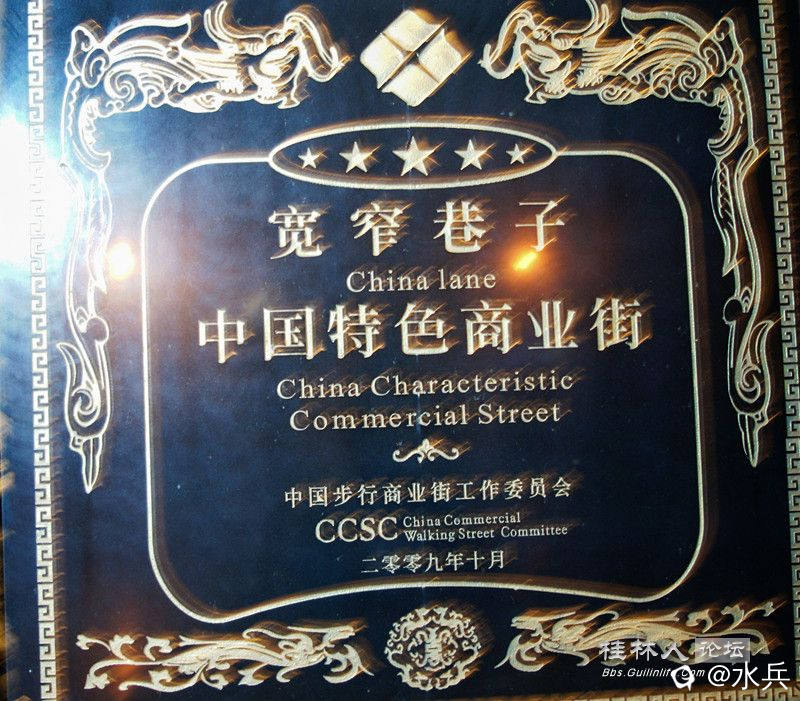 宽窄巷子
China lane
中国特色商业街
China Characteristic
Commercial Street
中国步行商业街工作委员会
CCSC China Commercial
Walking Street Committee
二零零九年十月
桂林人论坛
Bbs.Guilinlife.com
@水兵